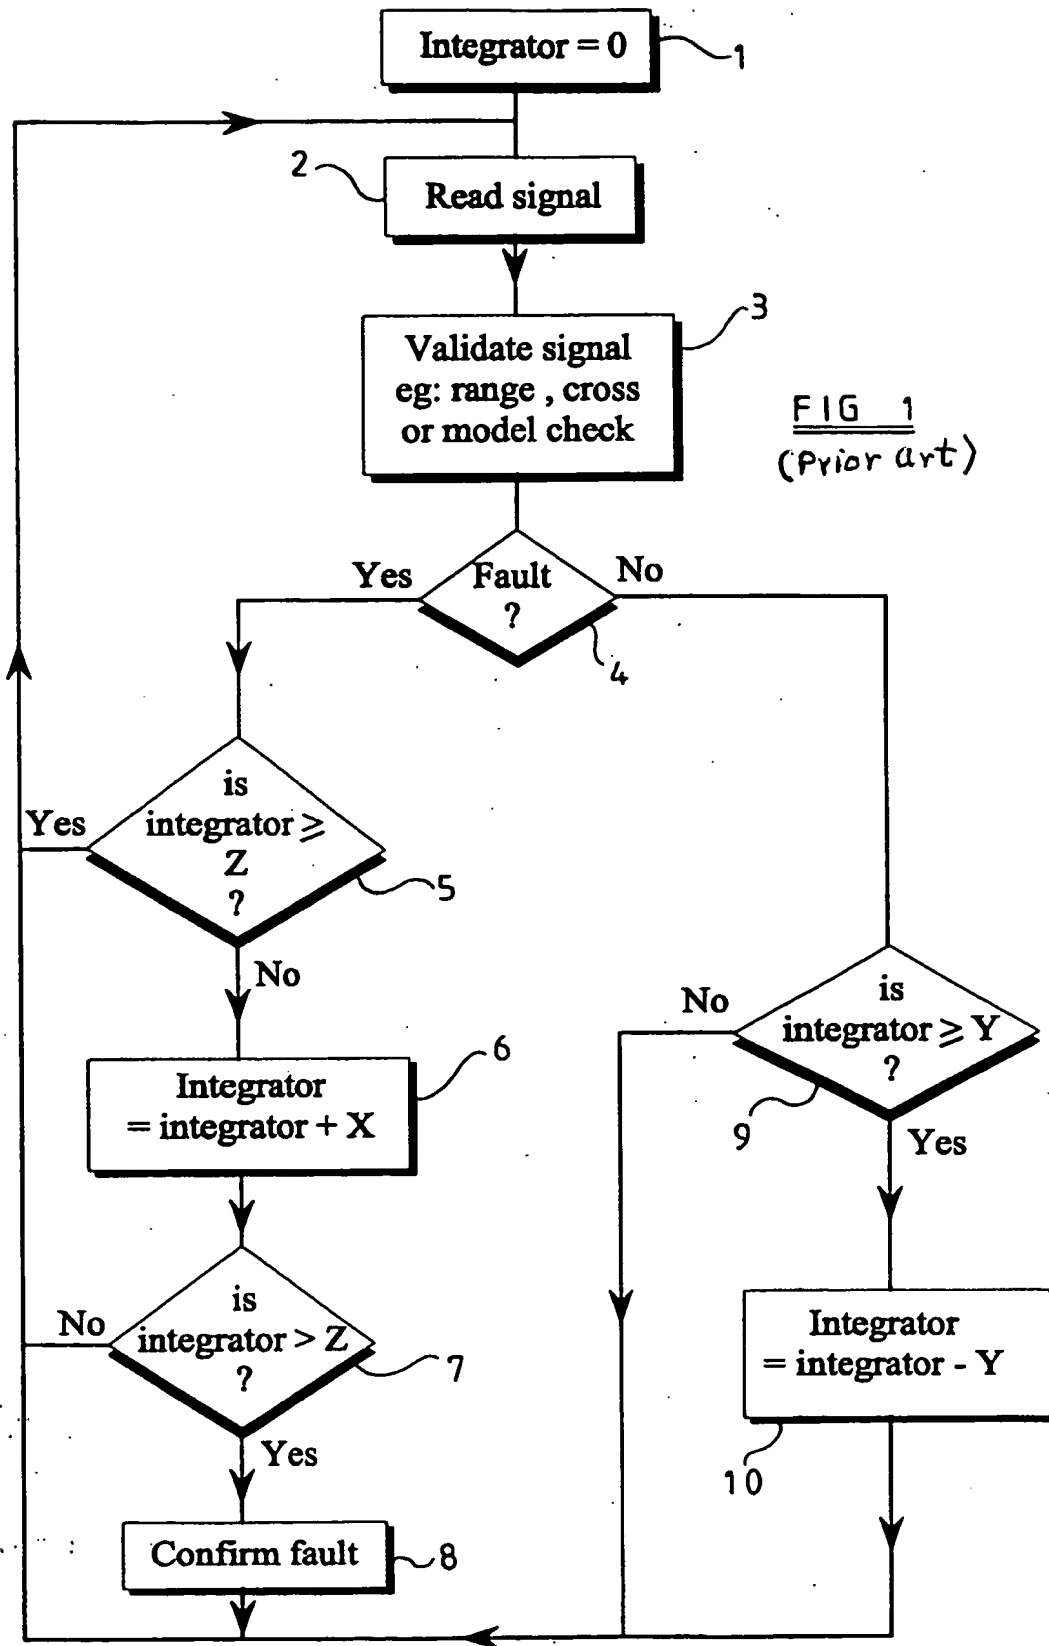 Integrator = 0
1
2
Read signal
3
Validate signal
eg: range , cross
or model check
FIG 1
(Prior art)
Yes
Fault
?
No
4
is
integrator ≥
Z
?
Yes
5
No
6
Integrator
= integrator + X
is
integrator > Z
?
No
7
Yes
Confirm fault
8
is
integrator ≥ Y
?
No
9
Yes
Integrator
= integrator - Y
10